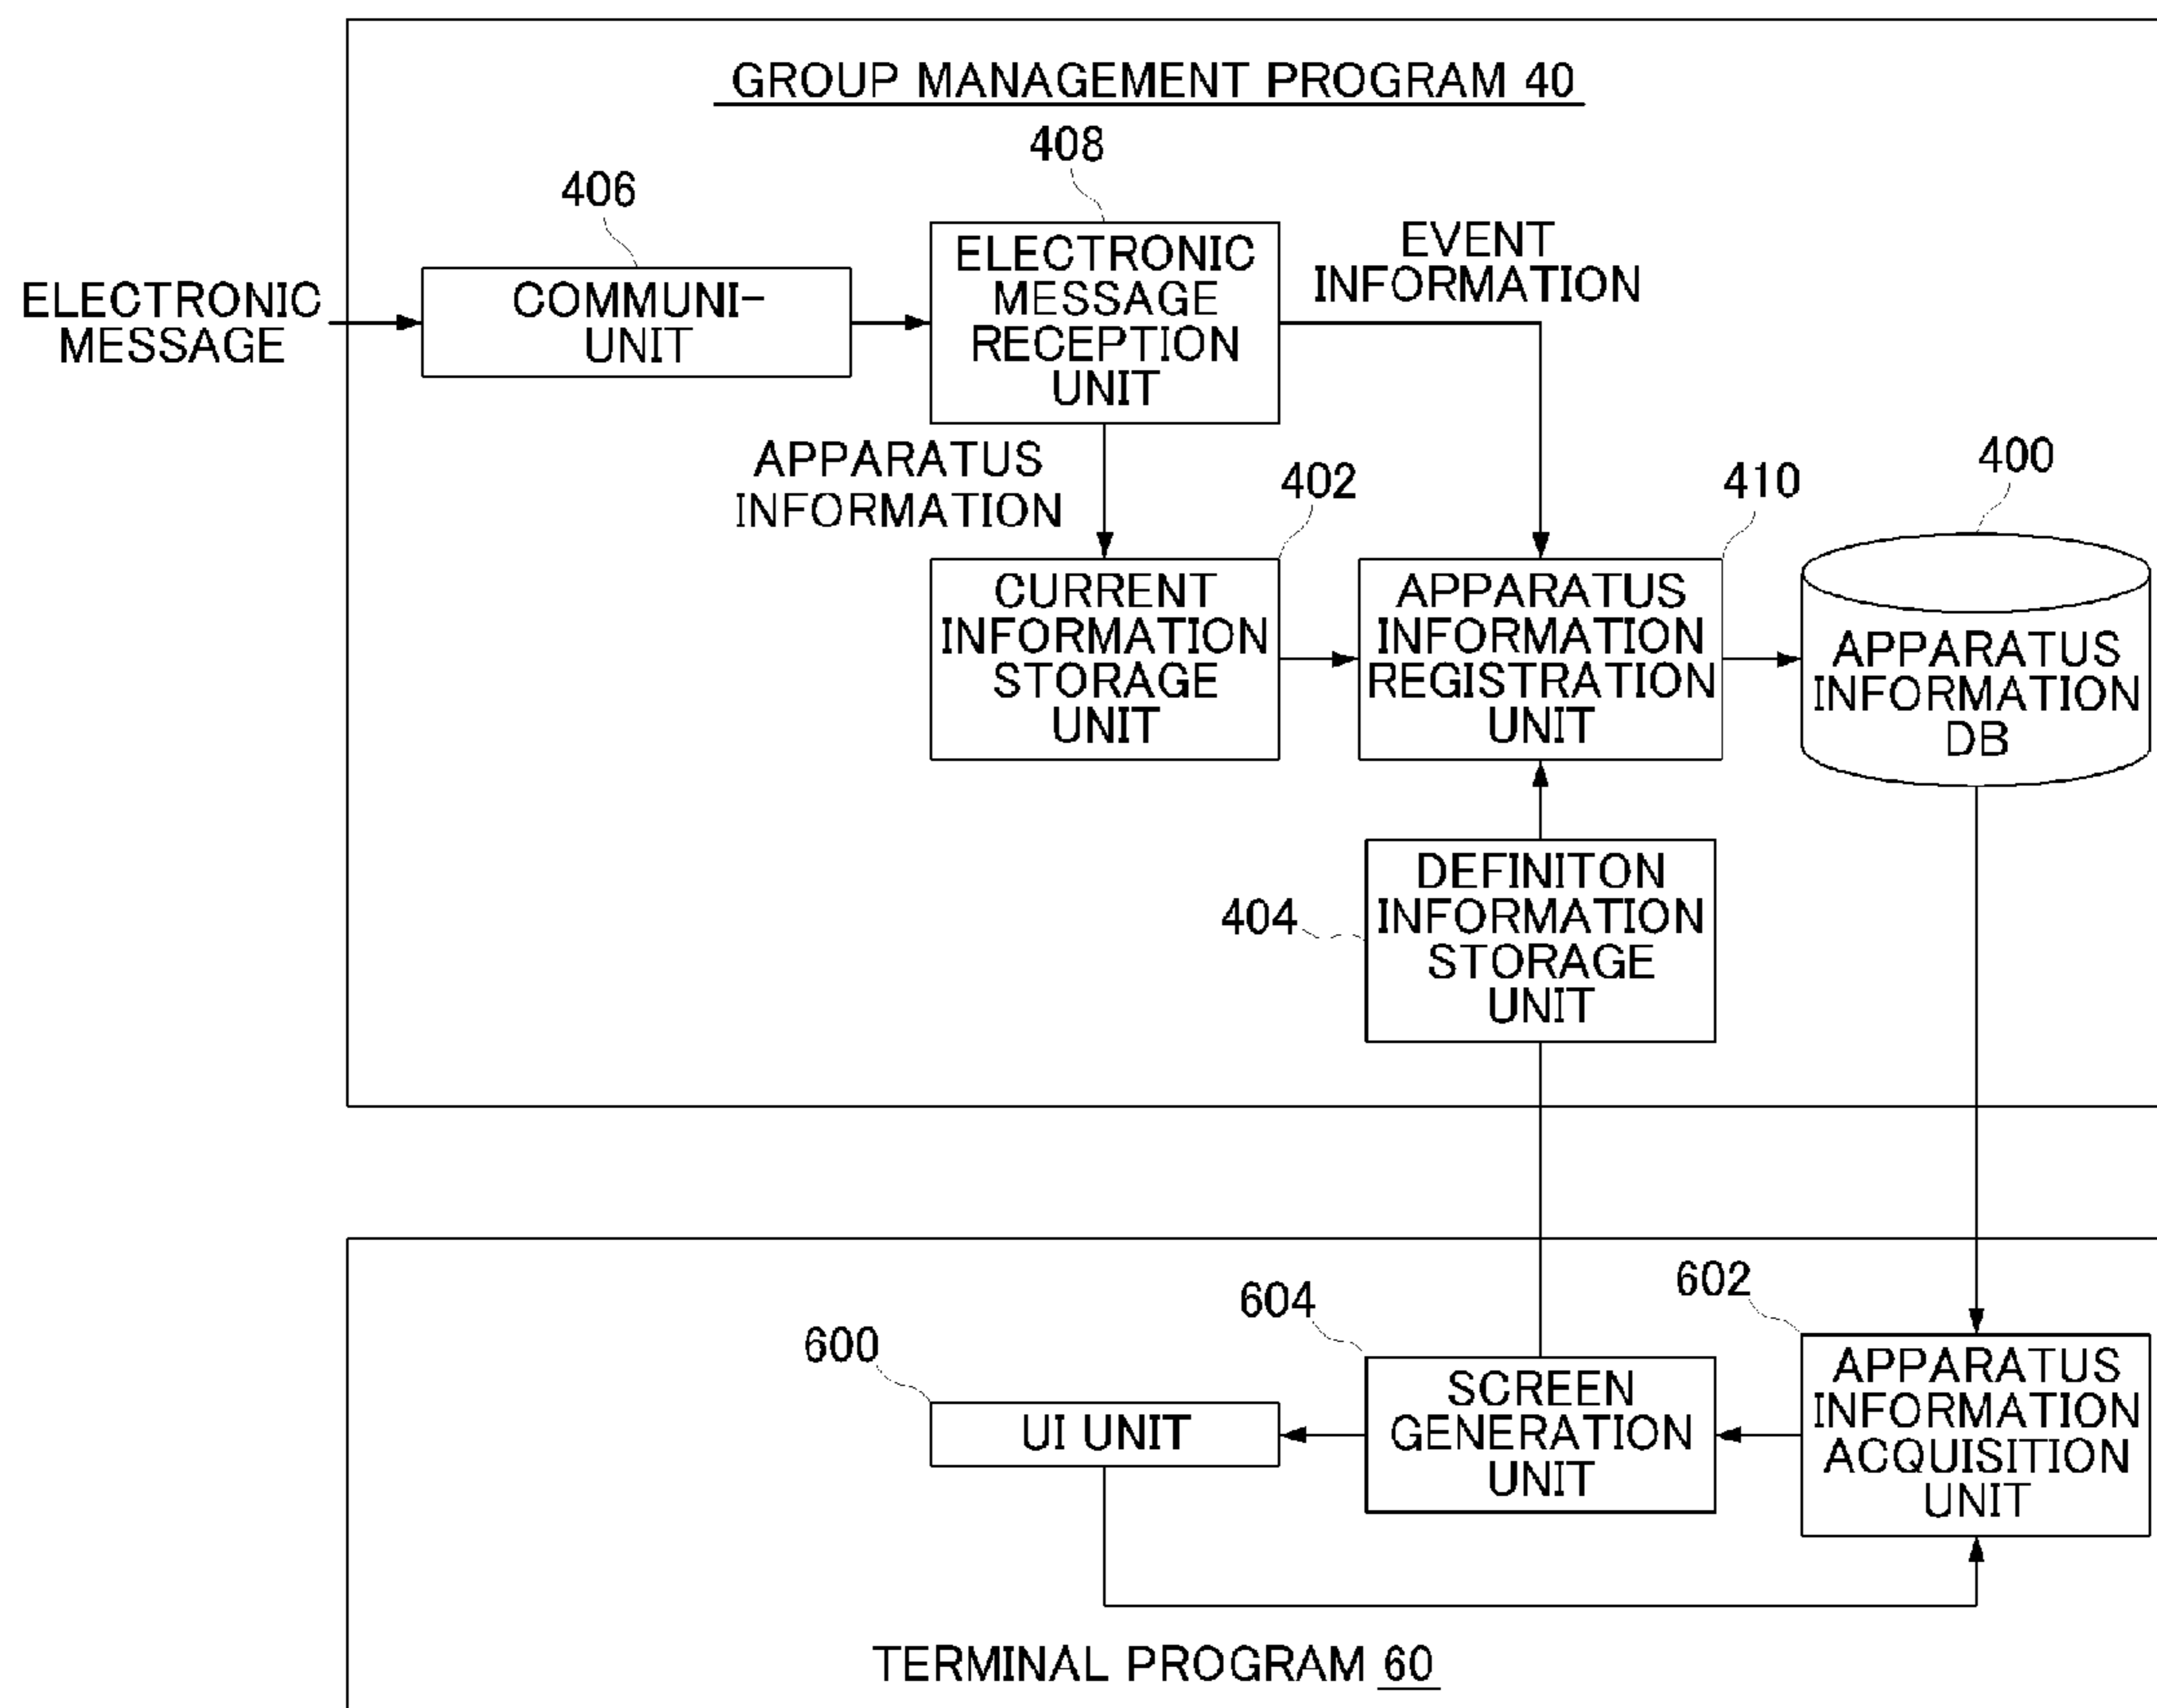 GROUP MANAGEMENT PROGRAM 40
408
406
ELECTRONIC
MESSAGE
COMMUNI-
UNIT
ELECTRONIC
MESSAGE
RECEPTION
UNIT
EVENT
INFORMATION
APPARATUS
INFORMATION
402
410
400
CURRENT
INFORMATION
STORAGE
UNIT
APPARATUS
INFORMATION
REGISTRATION
UNIT
APPARATUS
INFORMATION
DB
404
DEFINITON
INFORMATION
STORAGE
UNIT
604
602
600
UI UNIT
SCREEN
GENERATION
UNIT
APPARATUS
INFORMATION
ACQUISITION
UNIT
TERMINAL PROGRAM 60